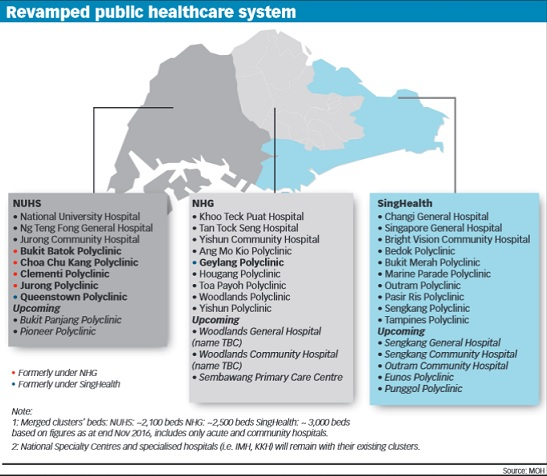 Revamped public healthcare system
NUHS
• National University Hospital
• Ng Teng Fong General Hospital
• Jurong Community Hospital
• Bukit Batok Polyclinic
• Choa Chu Kang Polyclinic
• Clementi Polyclinic
• Jurong Polyclinic
• Queenstown Polyclinic
Upcoming
• Bukit Panjang Polyclinic
• Pioneer Polyclinic
NHG
• Khoo Teck Puat Hospital
• Tan Tock Seng Hospital
• Yishun Community Hospital
• Ang Mo Kio Polyclinic
• Geylang Polyclinic
• Hougang Polyclinic
• Toa Payoh Polyclinic
• Woodlands Polyclinic
• Yishun Polyclinic
Upcoming
• Woodlands General Hospital
(name TBC)
• Woodlands Community Hospital
(name TBC)
• Sembawang Primary Care Centre
SingHealth
• Changi General Hospital
• Singapore General Hospital
• Bright Vision Community Hospital
• Bedok Polyclinic
• Bukit Merah Polyclinic
• Marine Parade Polyclinic
• Outram Polyclinic
• Pasir Ris Polyclinic
• Sengkang Polyclinic
• Tampines Polyclinic
Upcoming
• Sengkang General Hospital
• Sengkang Community Hospital
• Outram Community Hospital
• Eunos Polyclinic
• Punggol Polyclinic
• Formerly under NHG
• Formerly under SingHealth
Note:
1: Merged clusters' beds: NUHS: ~2,100 beds NHG: ~2,500 beds SingHealth: ~ 3,000 beds
based on figures as at end Nov 2016, includes only acute and community hospitals.
2: National Specialty Centres and specialised hospitals (i.e. IMH, KKH) will remain with their existing clusters.
Source: MOH